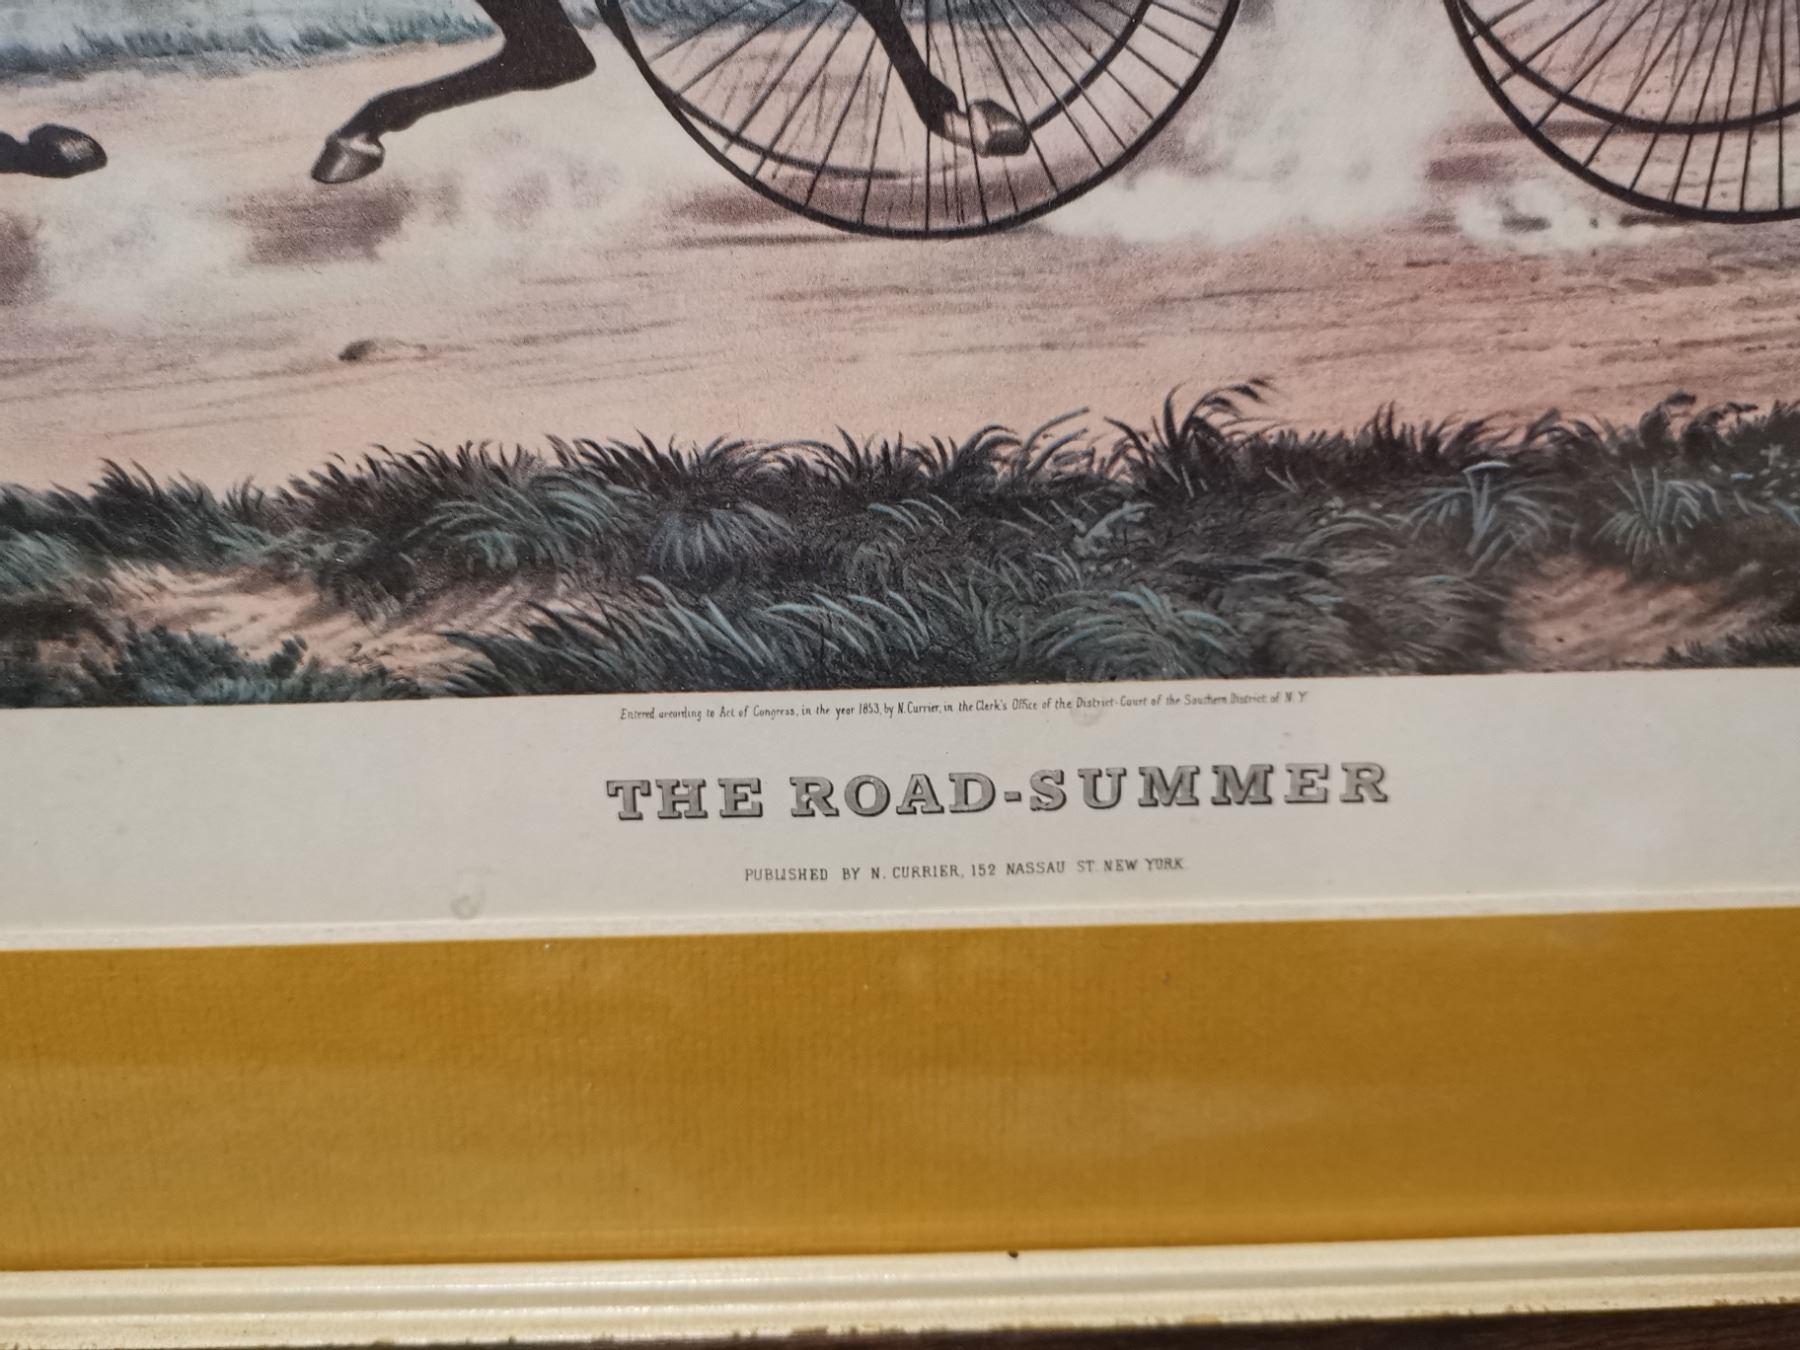 Entered according to Act of Congress, in the year 1853, by N. Currier, in the Clerk's Office of the District-Court of the Southern District of N. Y
THE ROAD-SUMMER
PUBLISHED BY N. CURRIER, 152 NASSAU ST. NEW YORK